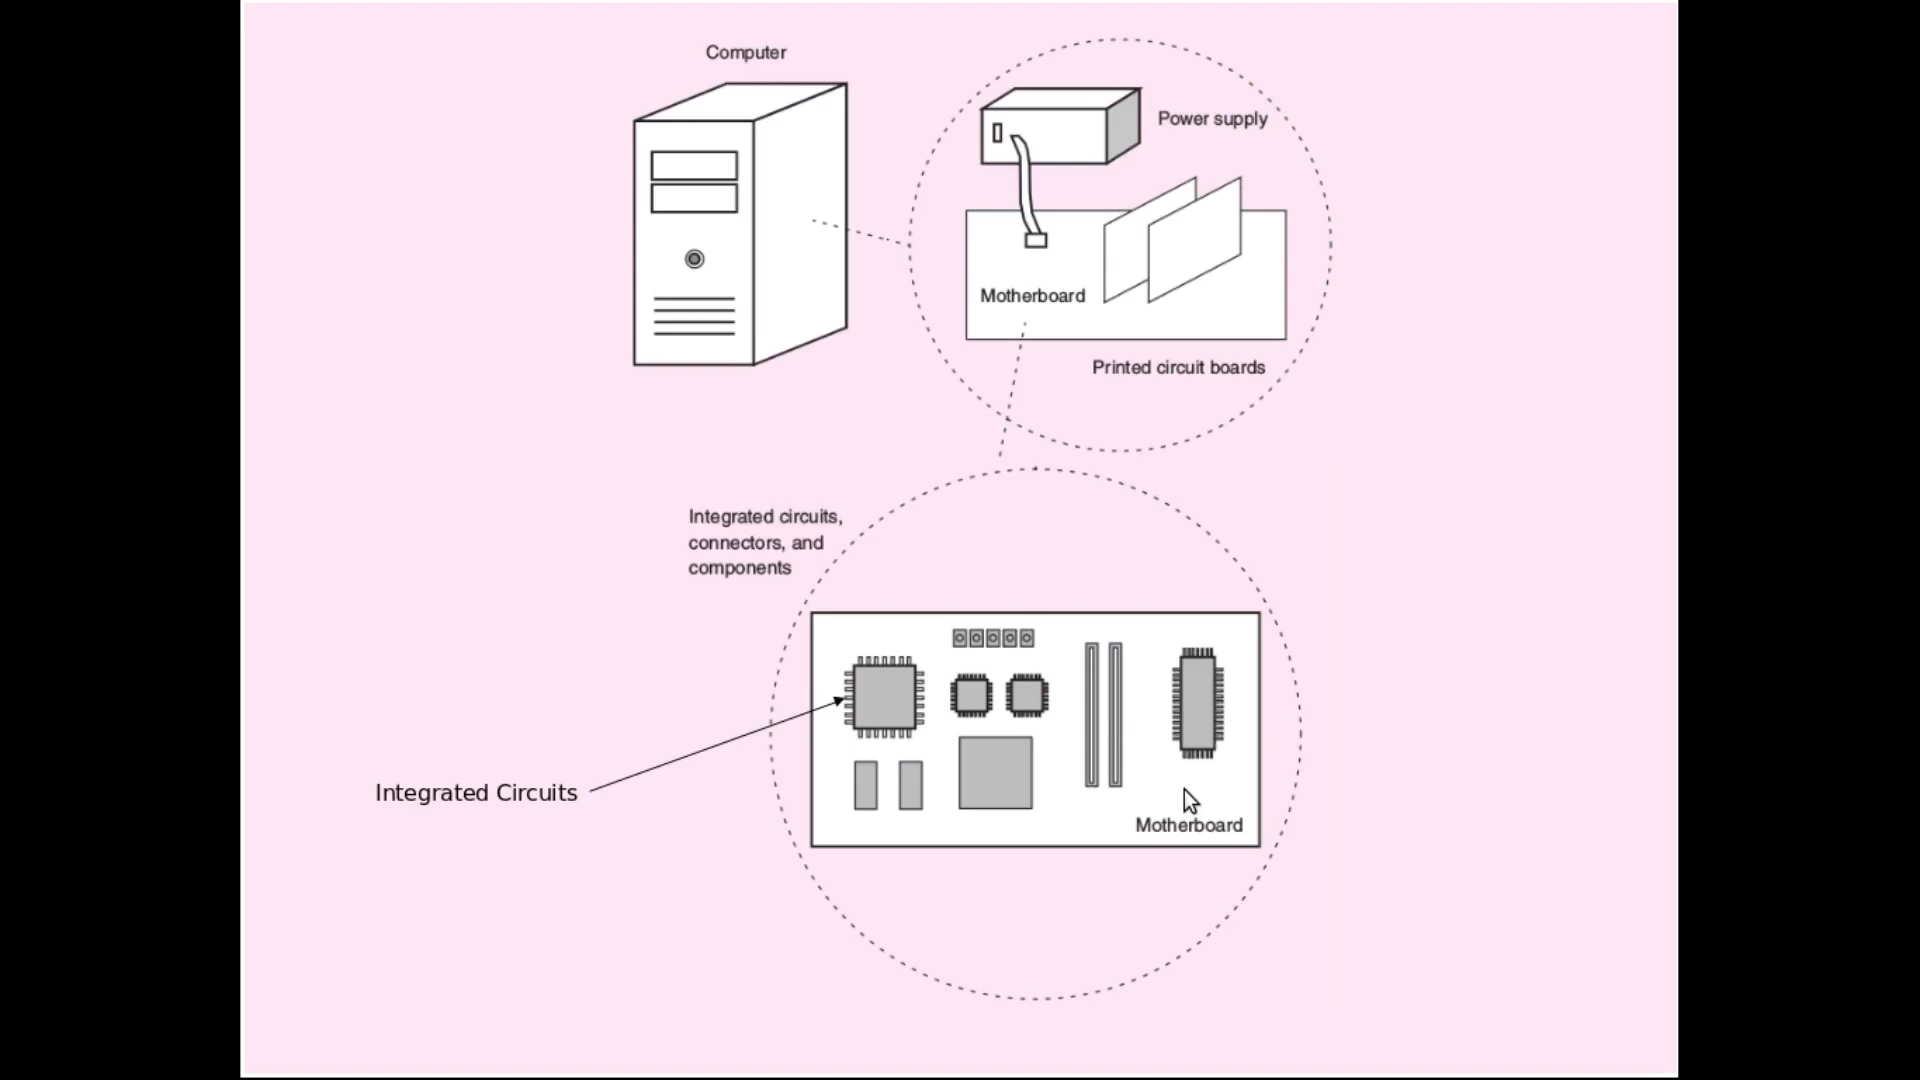 Computer
Power supply
Motherboard
Printed circuit boards
Integrated circuits,
connectors, and
components
Integrated Circuits
Motherboard